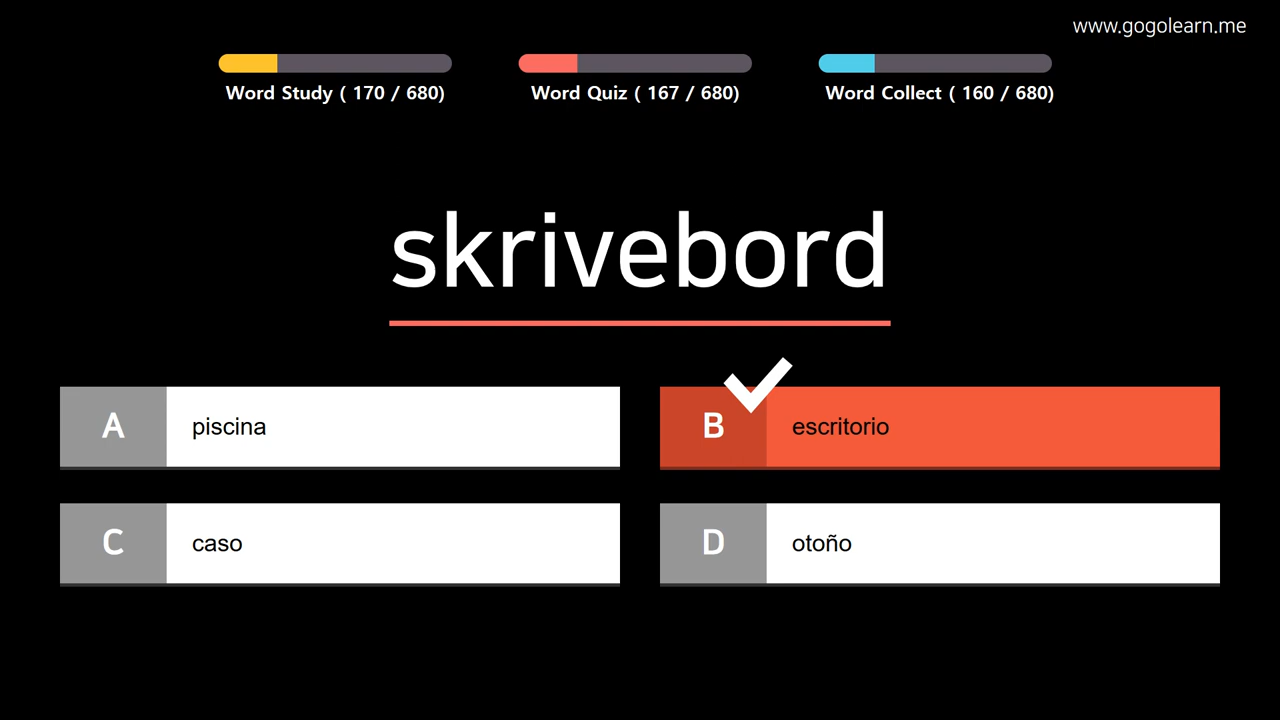 www.gogolearn.me
Word Study ( 170 / 680)
Word Quiz ( 167 / 680)
Word Collect ( 160 / 680)
skrivebord
A piscina
B escritorio
C caso
D otoño